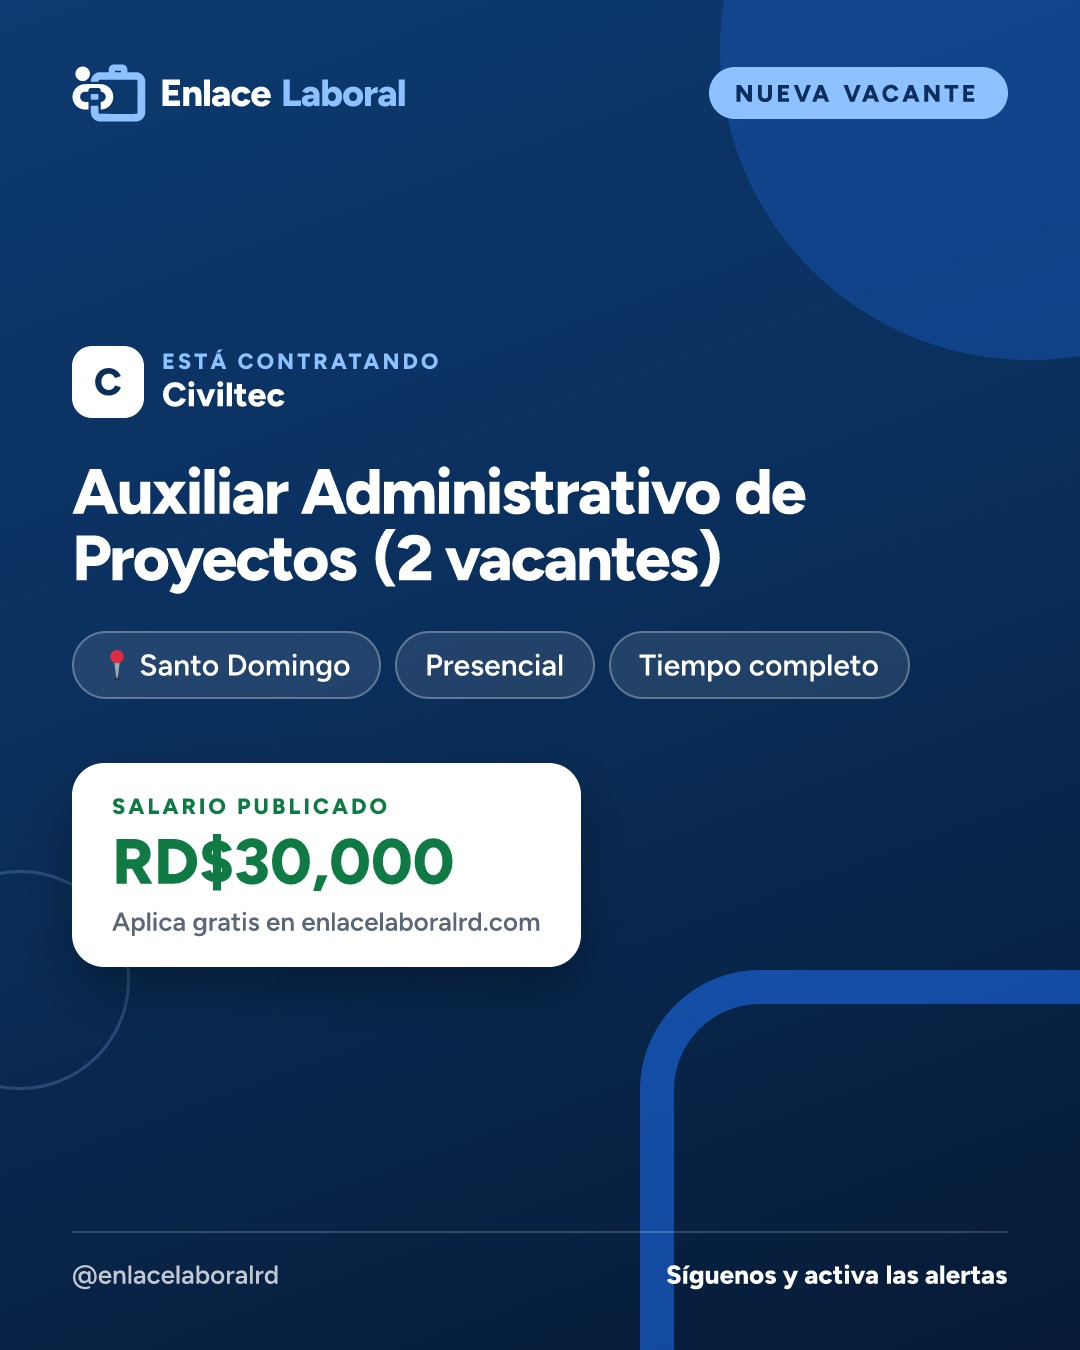 Enlace Laboral
NUEVA VACANTE
C
ESTÁ CONTRATANDO
Civiltec
Auxiliar Administrativo de
Proyectos (2 vacantes)
📍 Santo Domingo
Presencial
Tiempo completo
SALARIO PUBLICADO
RD$30,000
Aplica gratis en enlacelaboralrd.com
@enlacelaboralrd
Síguenos y activa las alertas